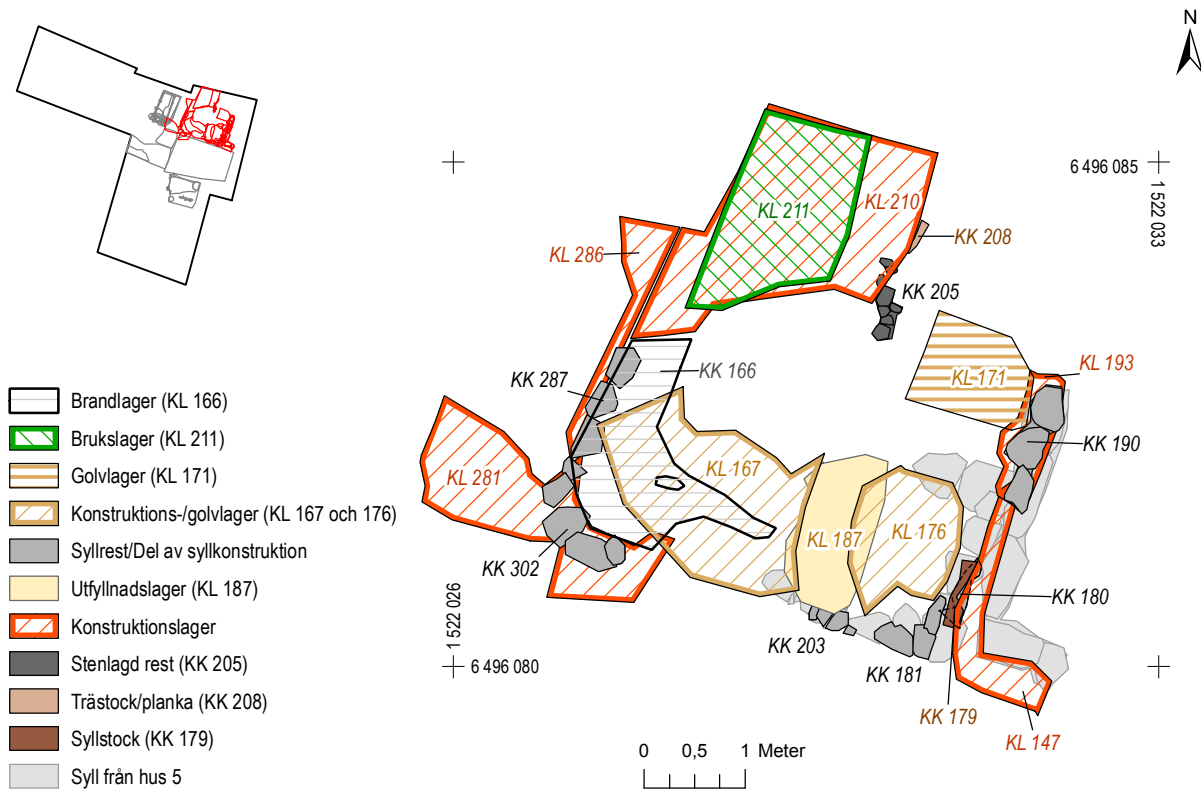 N
6 496 085
1 522 033
KL 211
KL 210
KK 208
KL 286
KK 205
KK 287
KK 166
KL 171
KL 193
KK 190
KL 281
KL 167
KL 187
KL 176
KK 302
KK 180
KK 203
KK 181
KK 179
KL 147
1 522 026
6 496 080
0 0,5 1 Meter
Brandlager (KL 166)
Brukslager (KL 211)
Golvlager (KL 171)
Konstruktions-/golvlager (KL 167 och 176)
Syllrest/Del av syllkonstruktion
Utfyllnadslager (KL 187)
Konstruktionslager
Stenlagd rest (KK 205)
Trästock/planka (KK 208)
Syllstock (KK 179)
Syll från hus 5